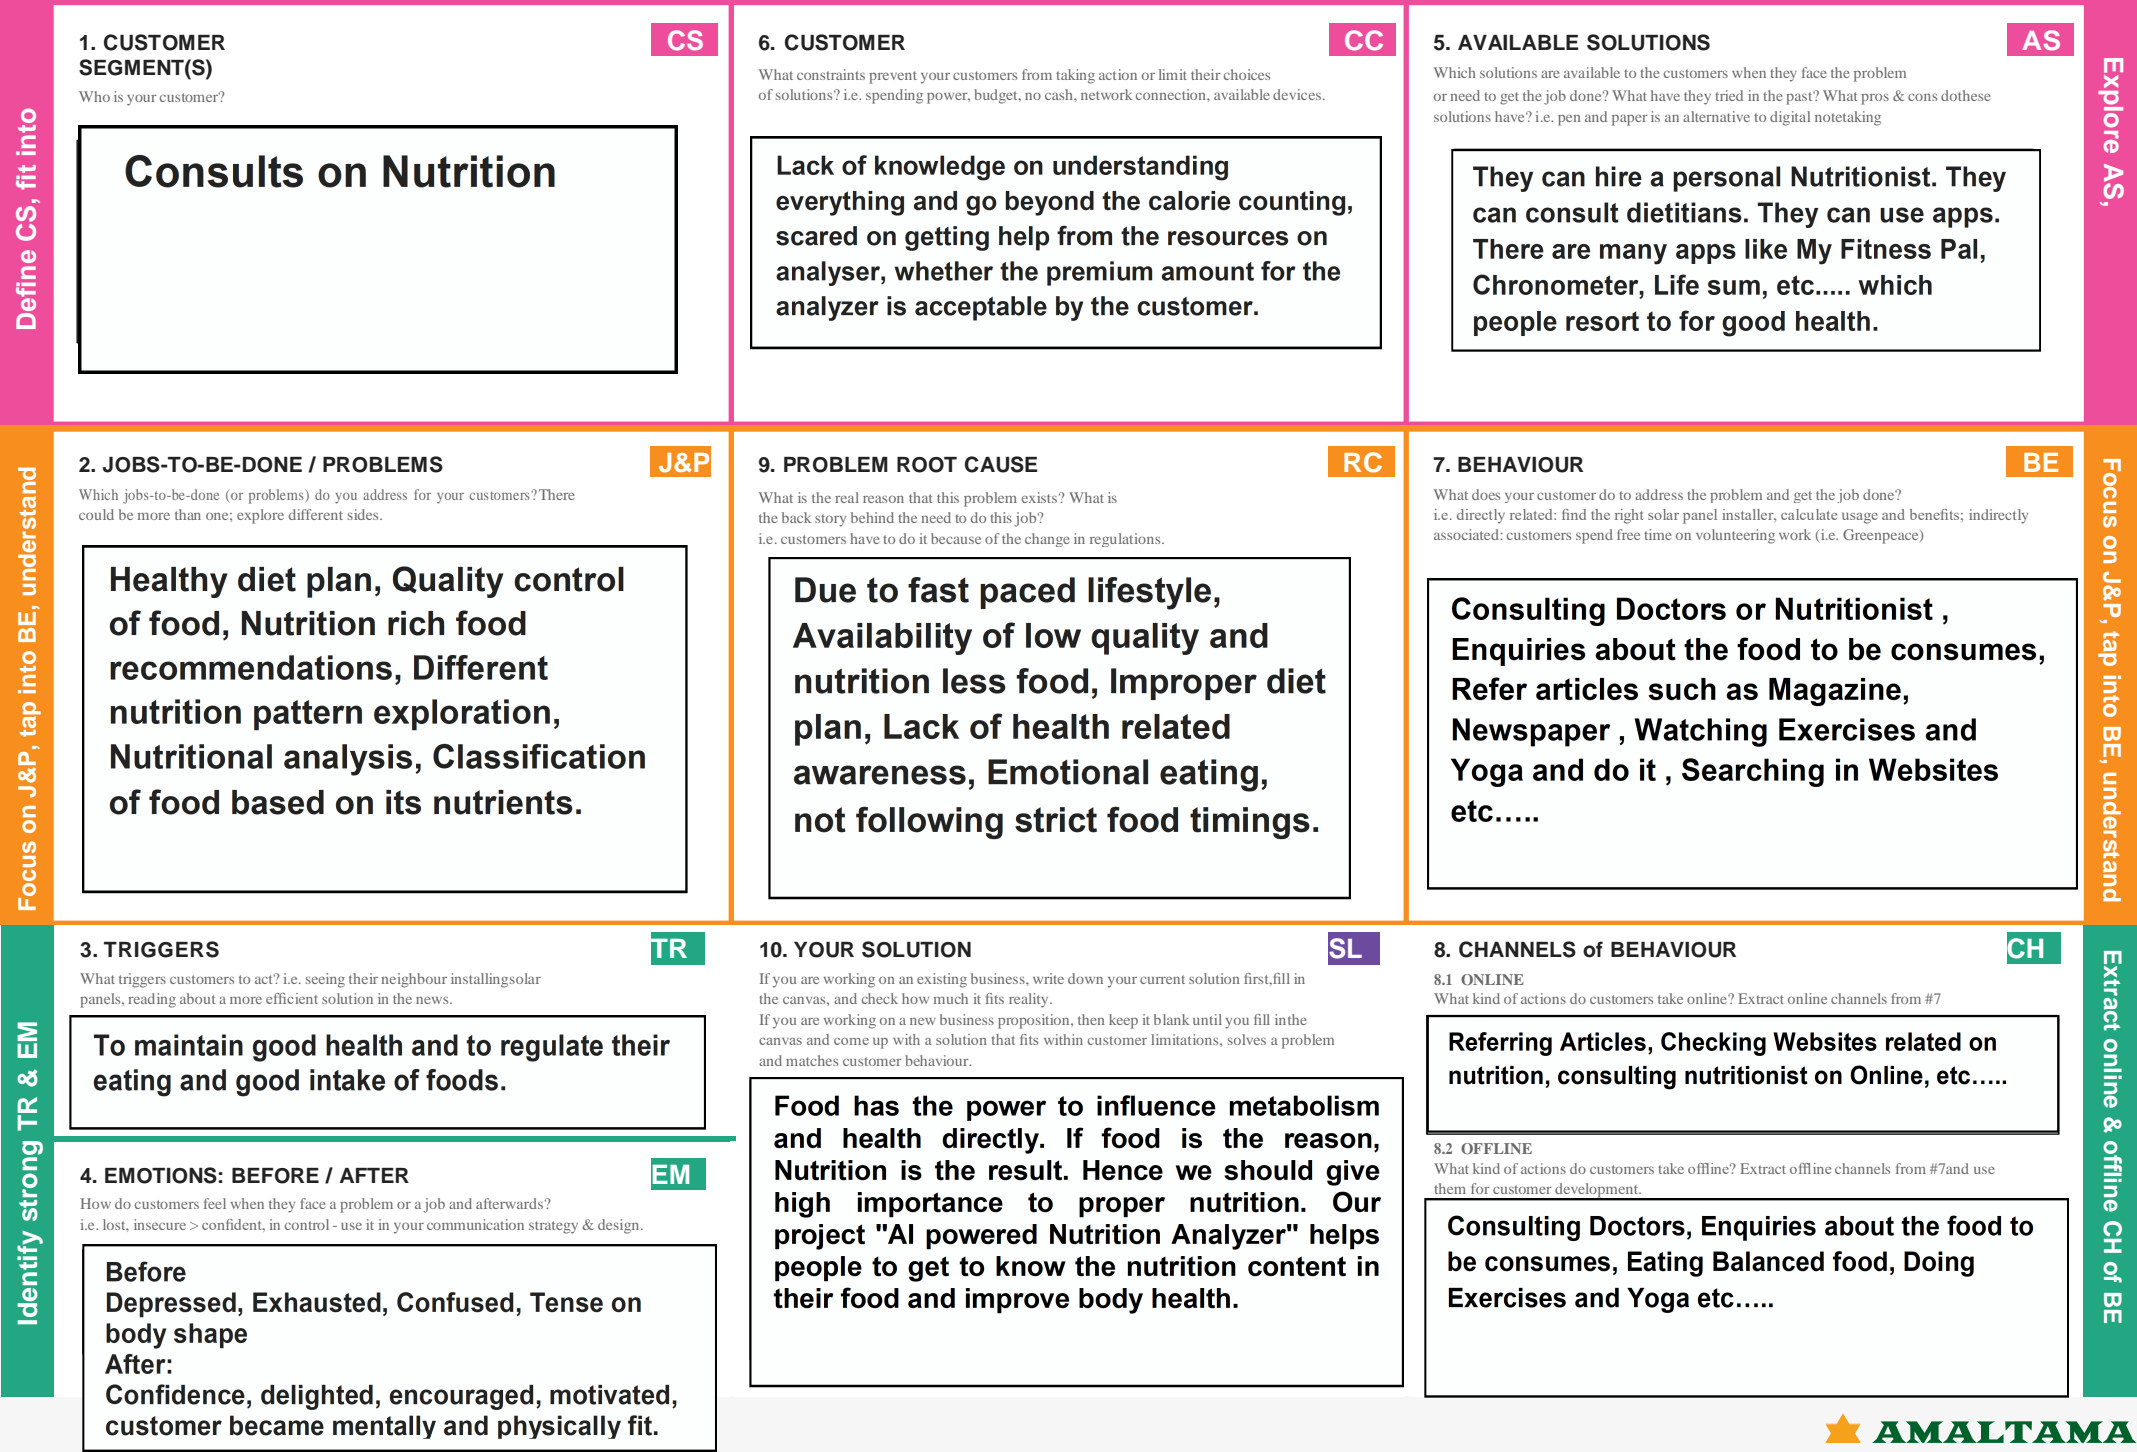 Define CS, fit into
1. CUSTOMER
SEGMENT(S)
CS
Who is your customer?
Consults on Nutrition
6. CUSTOMER
CC
What constraints prevent your customers from taking action or limit their choices
of solutions? i.e. spending power, budget, no cash, network connection, available devices.
Lack of knowledge on understanding
everything and go beyond the calorie counting,
scared on getting help from the resources on
analyser, whether the premium amount for the
analyzer is acceptable by the customer.
5. AVAILABLE SOLUTIONS
AS
Which solutions are available to the customers when they face the problem
or need to get the job done? What have they tried in the past? What pros & cons dothese
solutions have? i.e. pen and paper is an alternative to digital notetaking
They can hire a personal Nutritionist. They
can consult dietitians. They can use apps.
There are many apps like My Fitness Pal,
Chronometer, Life sum, etc..... which
people resort to for good health.
Explore AS,
Focus on J&P, tap into BE, understand
2. JOBS-TO-BE-DONE / PROBLEMS
J&P
Which jobs-to-be-done (or problems) do you address for your customers? There
could be more than one; explore different sides.
Healthy diet plan, Quality control
of food, Nutrition rich food
recommendations, Different
nutrition pattern exploration,
Nutritional analysis, Classification
of food based on its nutrients.
9. PROBLEM ROOT CAUSE
RC
What is the real reason that this problem exists? What is
the back story behind the need to do this job?
i.e. customers have to do it because of the change in regulations.
Due to fast paced lifestyle,
Availability of low quality and
nutrition less food, Improper diet
plan, Lack of health related
awareness, Emotional eating,
not following strict food timings.
7. BEHAVIOUR
BE
What does your customer do to address the problem and get the job done?
i.e. directly related: find the right solar panel installer, calculate usage and benefits; indirectly
associated: customers spend free time on volunteering work (i.e. Greenpeace)
Consulting Doctors or Nutritionist ,
Enquiries about the food to be consumes,
Refer articles such as Magazine,
Newspaper , Watching Exercises and
Yoga and do it , Searching in Websites
etc…..
Focus on J&P, tap into BE, understand
Identify strong TR & EM
3. TRIGGERS
TR
What triggers customers to act? i.e. seeing their neighbour installingsolar
panels, reading about a more efficient solution in the news.
To maintain good health and to regulate their
eating and good intake of foods.
4. EMOTIONS: BEFORE / AFTER
EM
How do customers feel when they face a problem or a job and afterwards?
i.e. lost, insecure > confident, in control - use it in your communication strategy & design.
Before
Depressed, Exhausted, Confused, Tense on
body shape
After:
Confidence, delighted, encouraged, motivated,
customer became mentally and physically fit.
10. YOUR SOLUTION
SL
If you are working on an existing business, write down your current solution first,fill in
the canvas, and check how much it fits reality.
If you are working on a new business proposition, then keep it blank until you fill inthe
canvas and come up with a solution that fits within customer limitations, solves a problem
and matches customer behaviour.
Food has the power to influence metabolism
and health directly. If food is the reason,
Nutrition is the result. Hence we should give
high importance to proper nutrition. Our
project "AI powered Nutrition Analyzer" helps
people to get to know the nutrition content in
their food and improve body health.
8. CHANNELS of BEHAVIOUR
CH
8.1 ONLINE
What kind of actions do customers take online? Extract online channels from #7
Referring Articles, Checking Websites related on
nutrition, consulting nutritionist on Online, etc…..
8.2 OFFLINE
What kind of actions do customers take offline? Extract offline channels from #7and use
them for customer development.
Consulting Doctors, Enquiries about the food to
be consumes, Eating Balanced food, Doing
Exercises and Yoga etc…..
Extract online & offline CH of BE
AMALTAMA